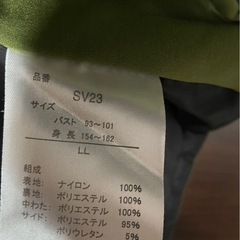 品番
SV23
サイズ
バスト 93~101
身長 154~162
LL
組成
表地: ナイロン 100%
裏地: ポリエステル 100%
中わた: ポリエステル 100%
サイド: ポリエステル 95%
ポリウレタン 5%